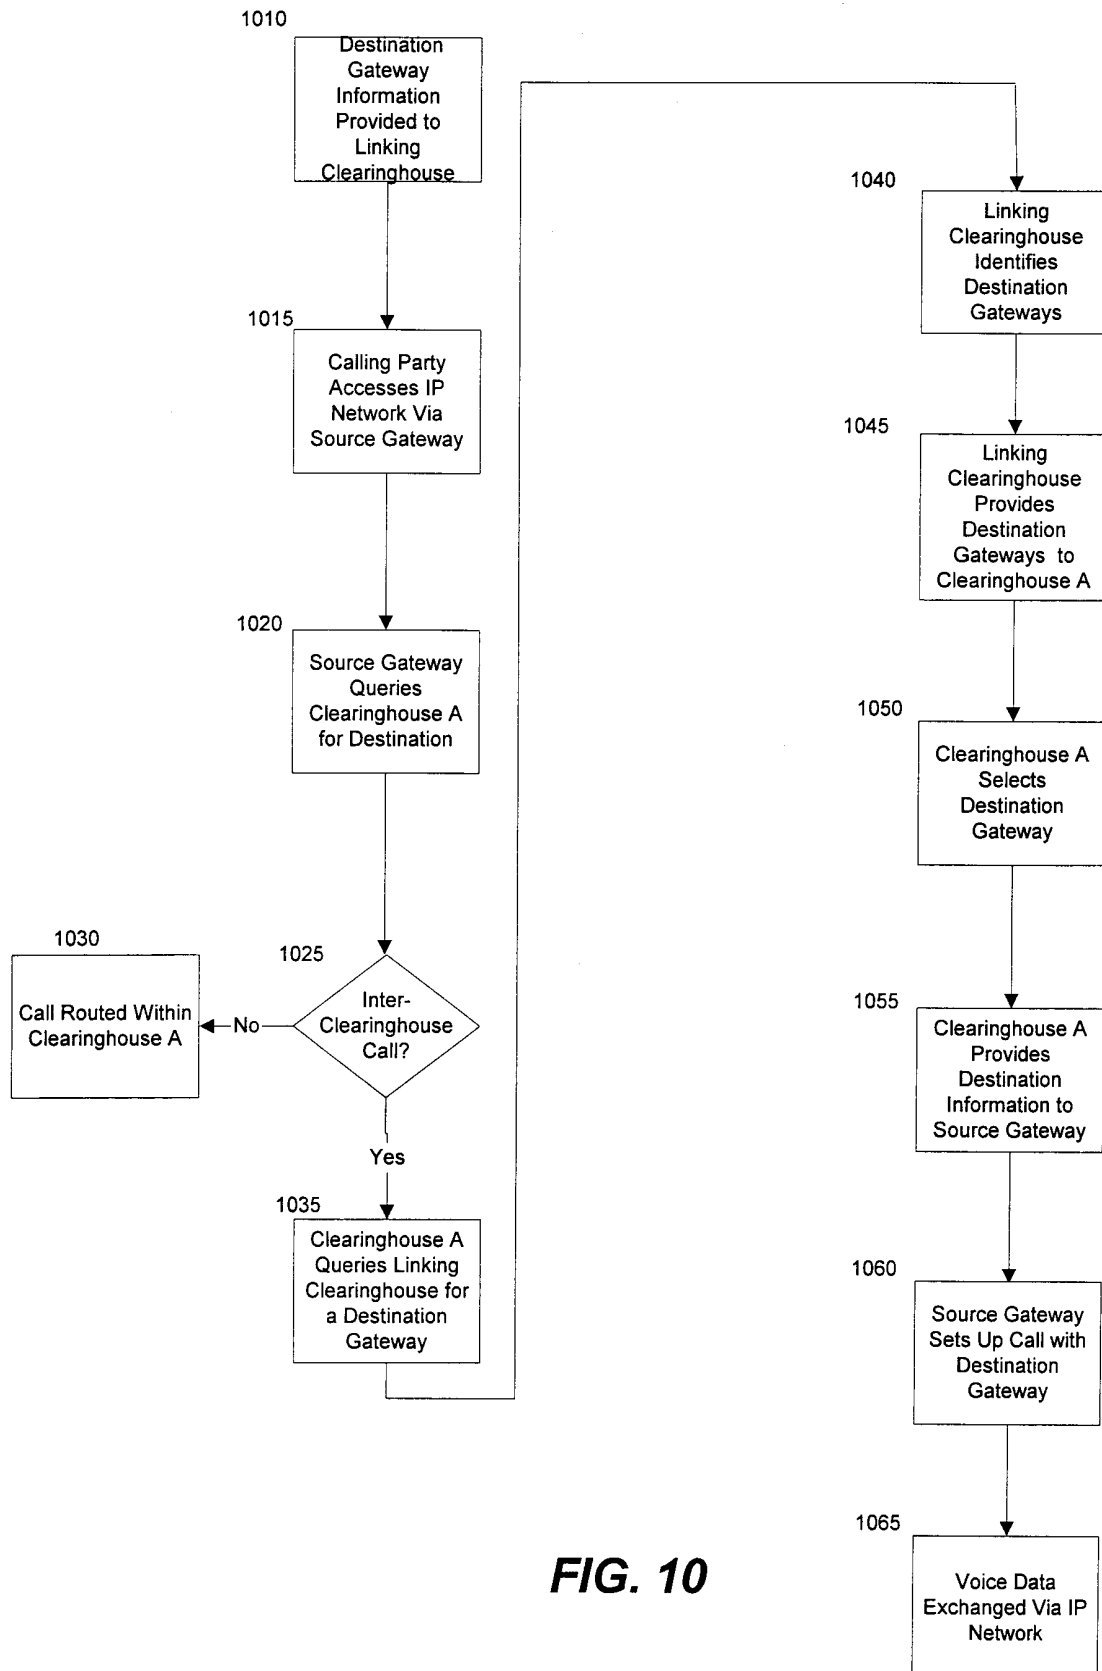 1010
Destination
Gateway
Information
Provided to
Linking
Clearinghouse
1015
Calling Party
Accesses IP
Network Via
Source Gateway
1020
Source Gateway
Queries
Clearinghouse A
for Destination
1025
Inter-
Clearinghouse
Call?
No
1030
Call Routed Within
Clearinghouse A
Yes
1035
Clearinghouse A
Queries Linking
Clearinghouse for
a Destination
Gateway
1040
Linking
Clearinghouse
Identifies
Destination
Gateways
1045
Linking
Clearinghouse
Provides
Destination
Gateways to
Clearinghouse A
1050
Clearinghouse A
Selects
Destination
Gateway
1055
Clearinghouse A
Provides
Destination
Information to
Source Gateway
1060
Source Gateway
Sets Up Call with
Destination
Gateway
1065
Voice Data
Exchanged Via IP
Network
FIG. 10